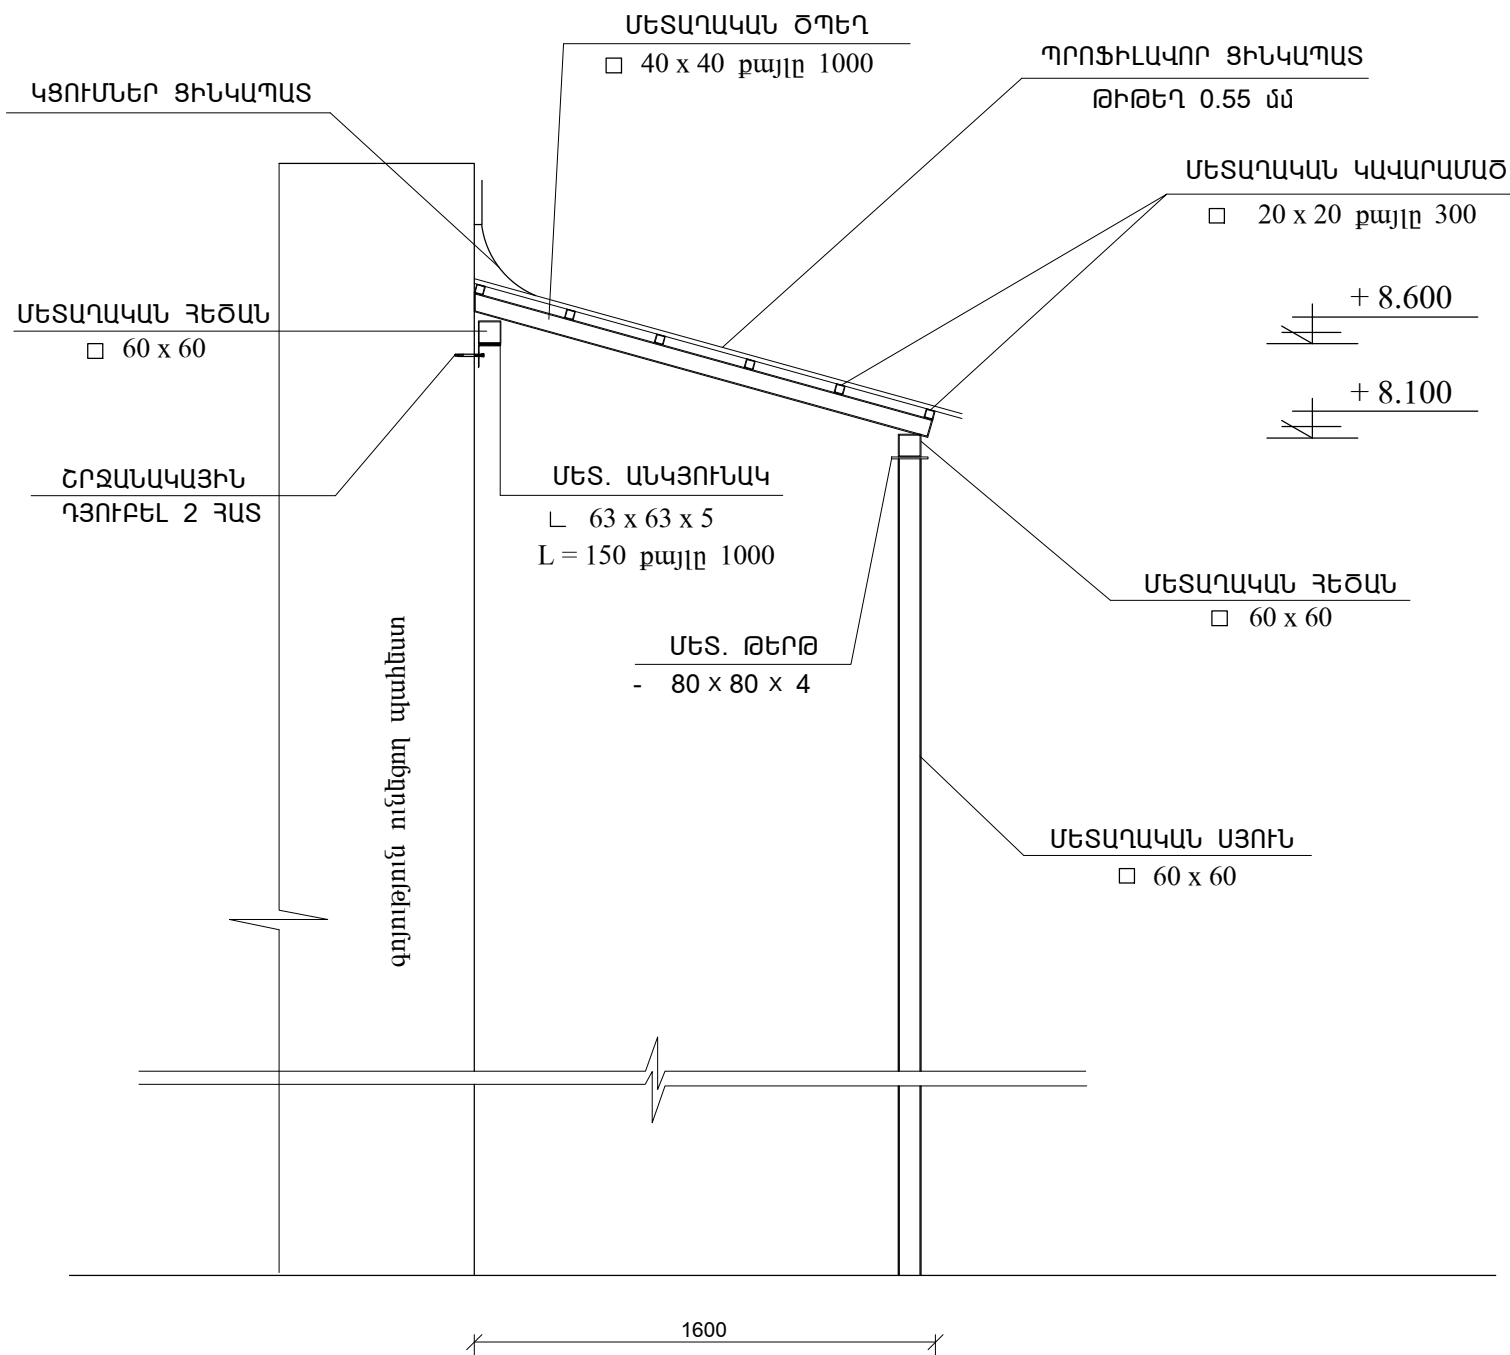 ՄԵՏԱՂԱԿԱՆ ԾՊԵՂ
40 x 40 քայլը 1000
ՊՐՈՖԻԼԱՎՈՐ ՑԻՆԿԱՊԱՏ
ԹԻԹԵՂ 0.55 մմ
ԿՑՈՒՄՆԵՐ ՑԻՆԿԱՊԱՏ
ՄԵՏԱՂԱԿԱՆ ԿԱՎԱՐԱՄԱԾ
20 x 20 քայլը 300
+ 8.600
ՄԵՏԱՂԱԿԱՆ ՀԵԾԱՆ
60 x 60
+ 8.100
ՇՐՋԱՆԱԿԱՅԻՆ
ԴՅՈՒԲԵԼ 2 ՀԱՏ
ՄԵՏ. ԱՆԿՅՈՒՆԱԿ
∟ 63 x 63 x 5
L = 150 քայլը 1000
ՄԵՏԱՂԱԿԱՆ ՀԵԾԱՆ
60 x 60
ՄԵՏ. ԹԵՐԹ
- 80 x 80 x 4
գոյություն ունեցող պահեստ
ՄԵՏԱՂԱԿԱՆ ՍՅՈՒՆ
60 x 60
1600